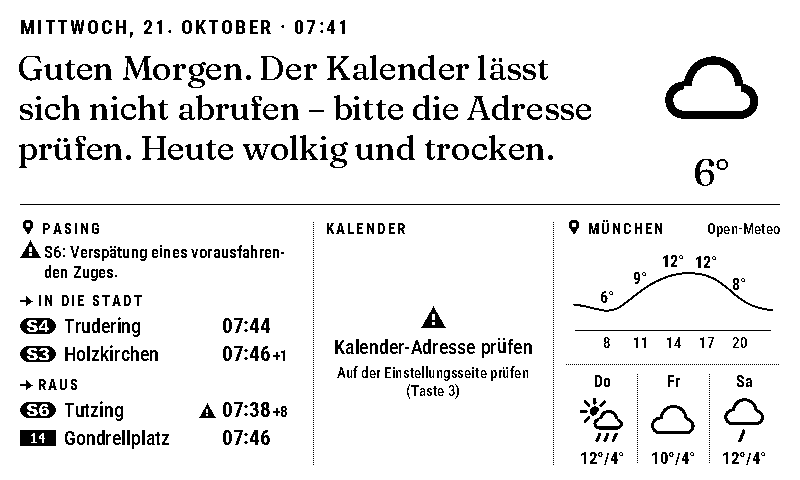 MITTWOCH, 21. OKTOBER · 07:41
Guten Morgen. Der Kalender lässt
sich nicht abrufen – bitte die Adresse
prüfen. Heute wolkig und trocken.
6°
PASING
S6: Verspätung eines vorausfahren-
den Zuges.
→ IN DIE STADT
S4 Trudering 07:44
S3 Holzkirchen 07:46 +1
→ RAUS
S6 Tutzing 07:38 +8
14 Gondrellplatz 07:46
KALENDER
Kalender-Adresse prüfen
Auf der Einstellungsseite prüfen
(Taste 3)
MÜNCHEN Open-Meteo
6° 9° 12° 12° 8°
8 11 14 17 20
Do Fr Sa
12°/4° 10°/4° 12°/4°